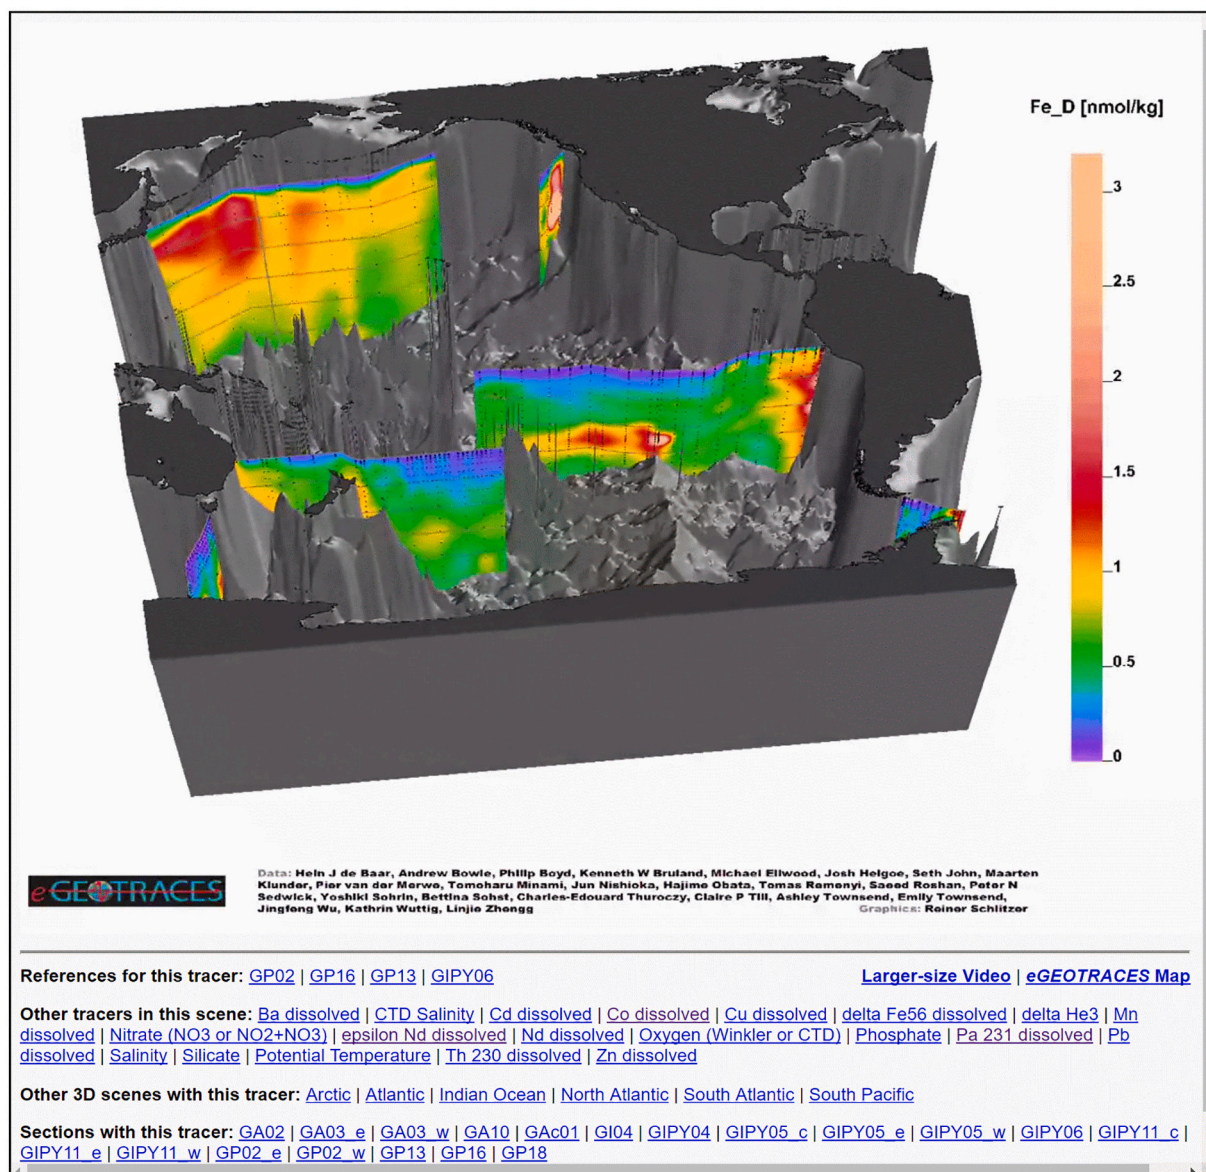 Fe_D [nmol/kg]
3
2.5
2
1.5
1
0.5
0
eGEOTRACES
Data: Hein J de Baar, Andrew Bowie, Philip Boyd, Kenneth W Bruland, Michael Ellwood, Josh Helgoe, Seth John, Maarten
Klunder, Pier van der Merwe, Tomoharu Minami, Jun Nishioka, Hajime Obata, Tomas Remenyi, Saeed Roshan, Peter N
Sedwick, Yoshiki Sohrin, Bettina Sohst, Charles-Edouard Thuroczy, Claire P Till, Ashley Townsend, Emily Townsend,
Jingfeng Wu, Kathrin Wuttig, Linjie Zhengg Graphics: Reiner Schlitzer
References for this tracer: GP02 | GP16 | GP13 | GIPY06 Larger-size Video | eGEOTRACES Map
Other tracers in this scene: Ba dissolved | CTD Salinity | Cd dissolved | Co dissolved | Cu dissolved | delta Fe56 dissolved | delta He3 | Mn
dissolved | Nitrate (NO3 or NO2+NO3) | epsilon Nd dissolved | Nd dissolved | Oxygen (Winkler or CTD) | Phosphate | Pa 231 dissolved | Pb
dissolved | Salinity | Silicate | Potential Temperature | Th 230 dissolved | Zn dissolved
Other 3D scenes with this tracer: Arctic | Atlantic | Indian Ocean | North Atlantic | South Atlantic | South Pacific
Sections with this tracer: GA02 | GA03_e | GA03_w | GA10 | GAc01 | GI04 | GIPY04 | GIPY05_c | GIPY05_e | GIPY05_w | GIPY06 | GIPY11_c |
GIPY11_e | GIPY11_w | GP02_e | GP02_w | GP13 | GP16 | GP18